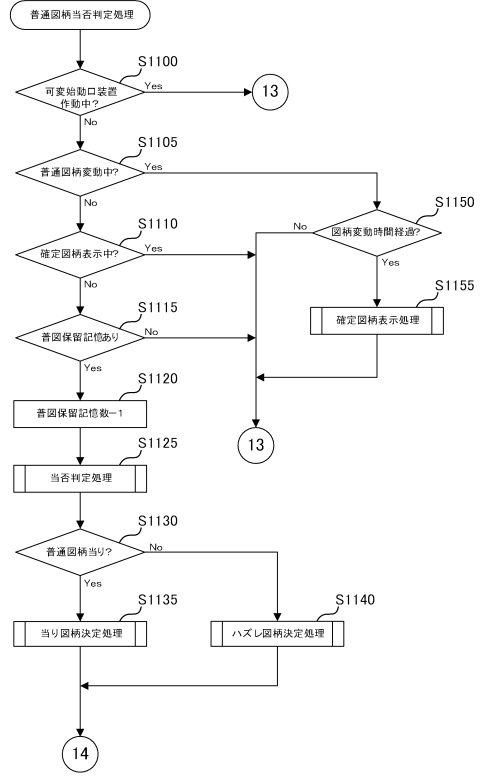 普通図柄当否判定処理
S1100
可変始動口装置
作動中?
Yes
13
No
S1105
普通図柄変動中?
Yes
No
S1150
図柄変動時間経過?
No
Yes
S1110
確定図柄表示中?
Yes
No
S1155
確定図柄表示処理
S1115
普図保留記憶あり
No
Yes
S1120
普図保留記憶数−1
13
S1125
当否判定処理
S1130
普通図柄当り?
No
Yes
S1135
当り図柄決定処理
S1140
ハズレ図柄決定処理
14